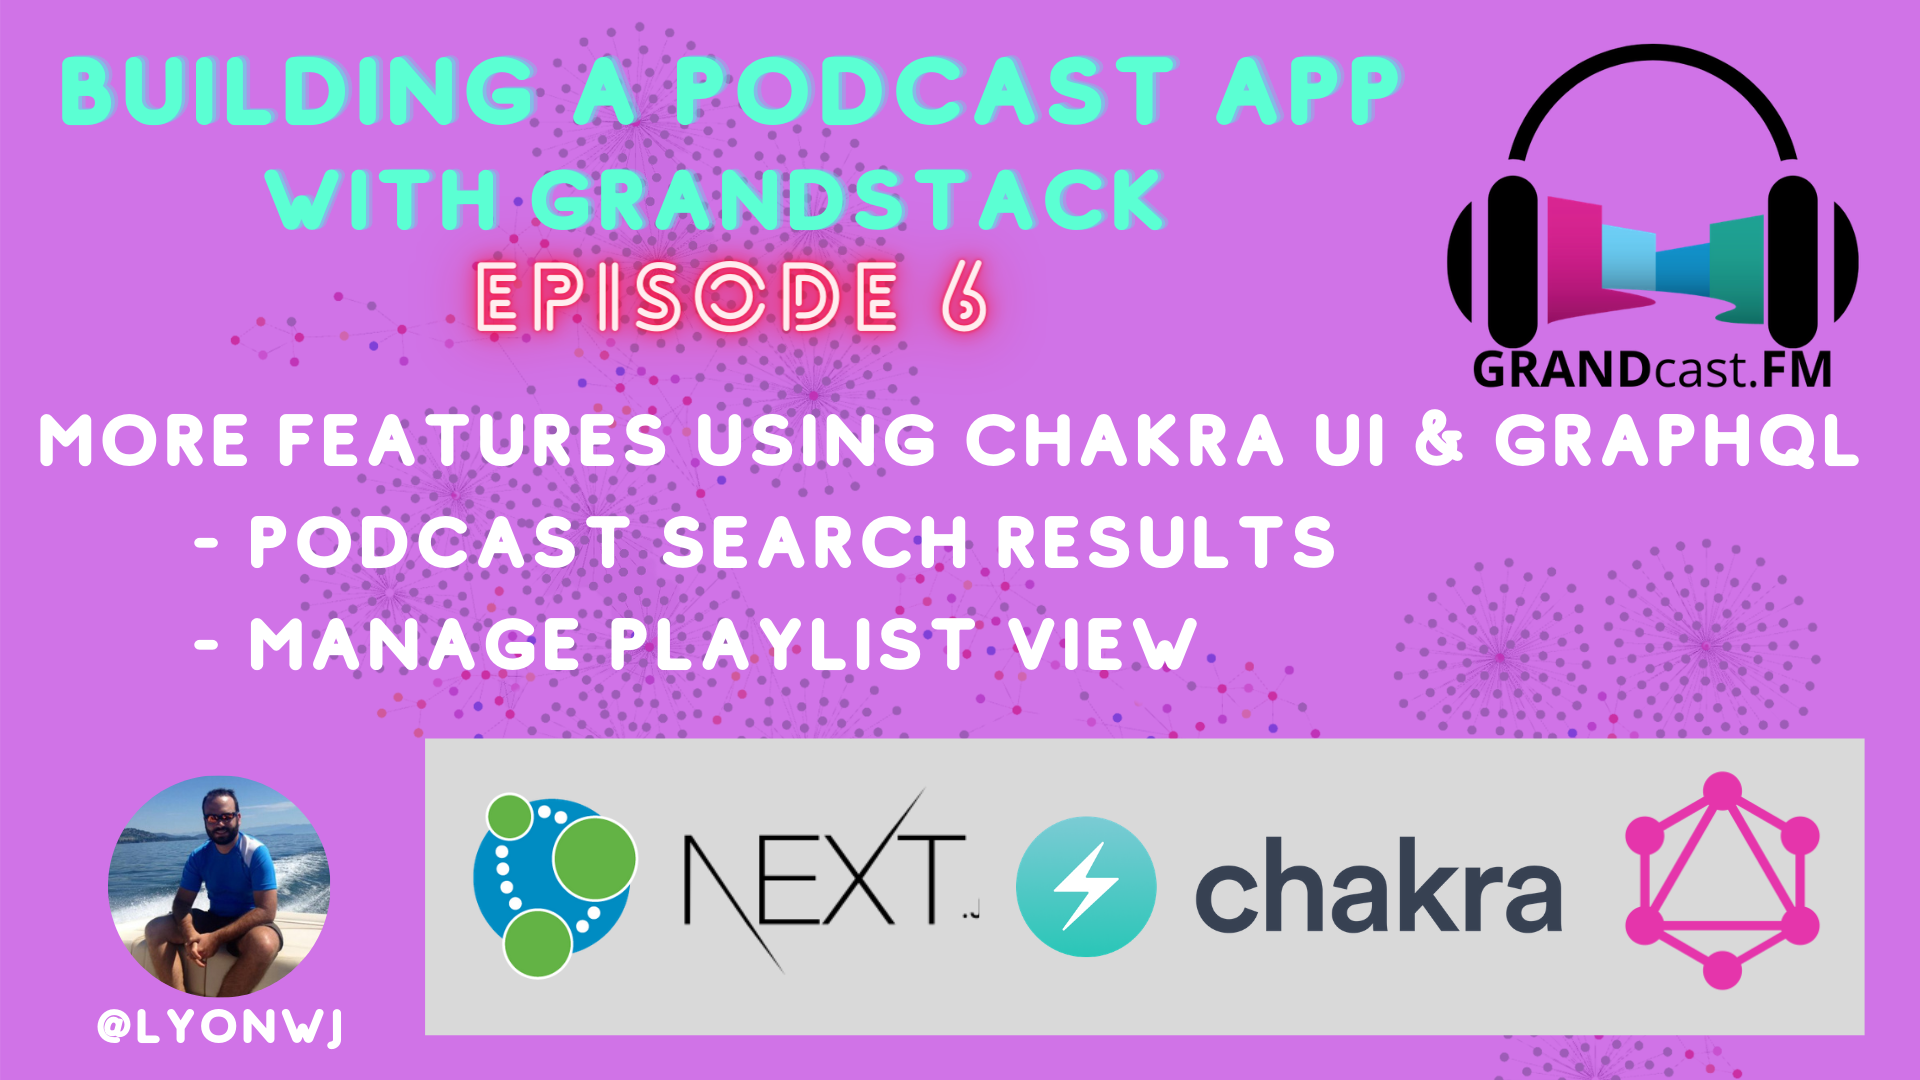 BUILDING A PODCAST APP
WITH GRANDSTACK
EPISODE 6
GRANDcast.FM
MORE FEATURES USING CHAKRA UI & GRAPHQL
- PODCAST SEARCH RESULTS
- MANAGE PLAYLIST VIEW
NEXT.J
chakra
@LYONWJ